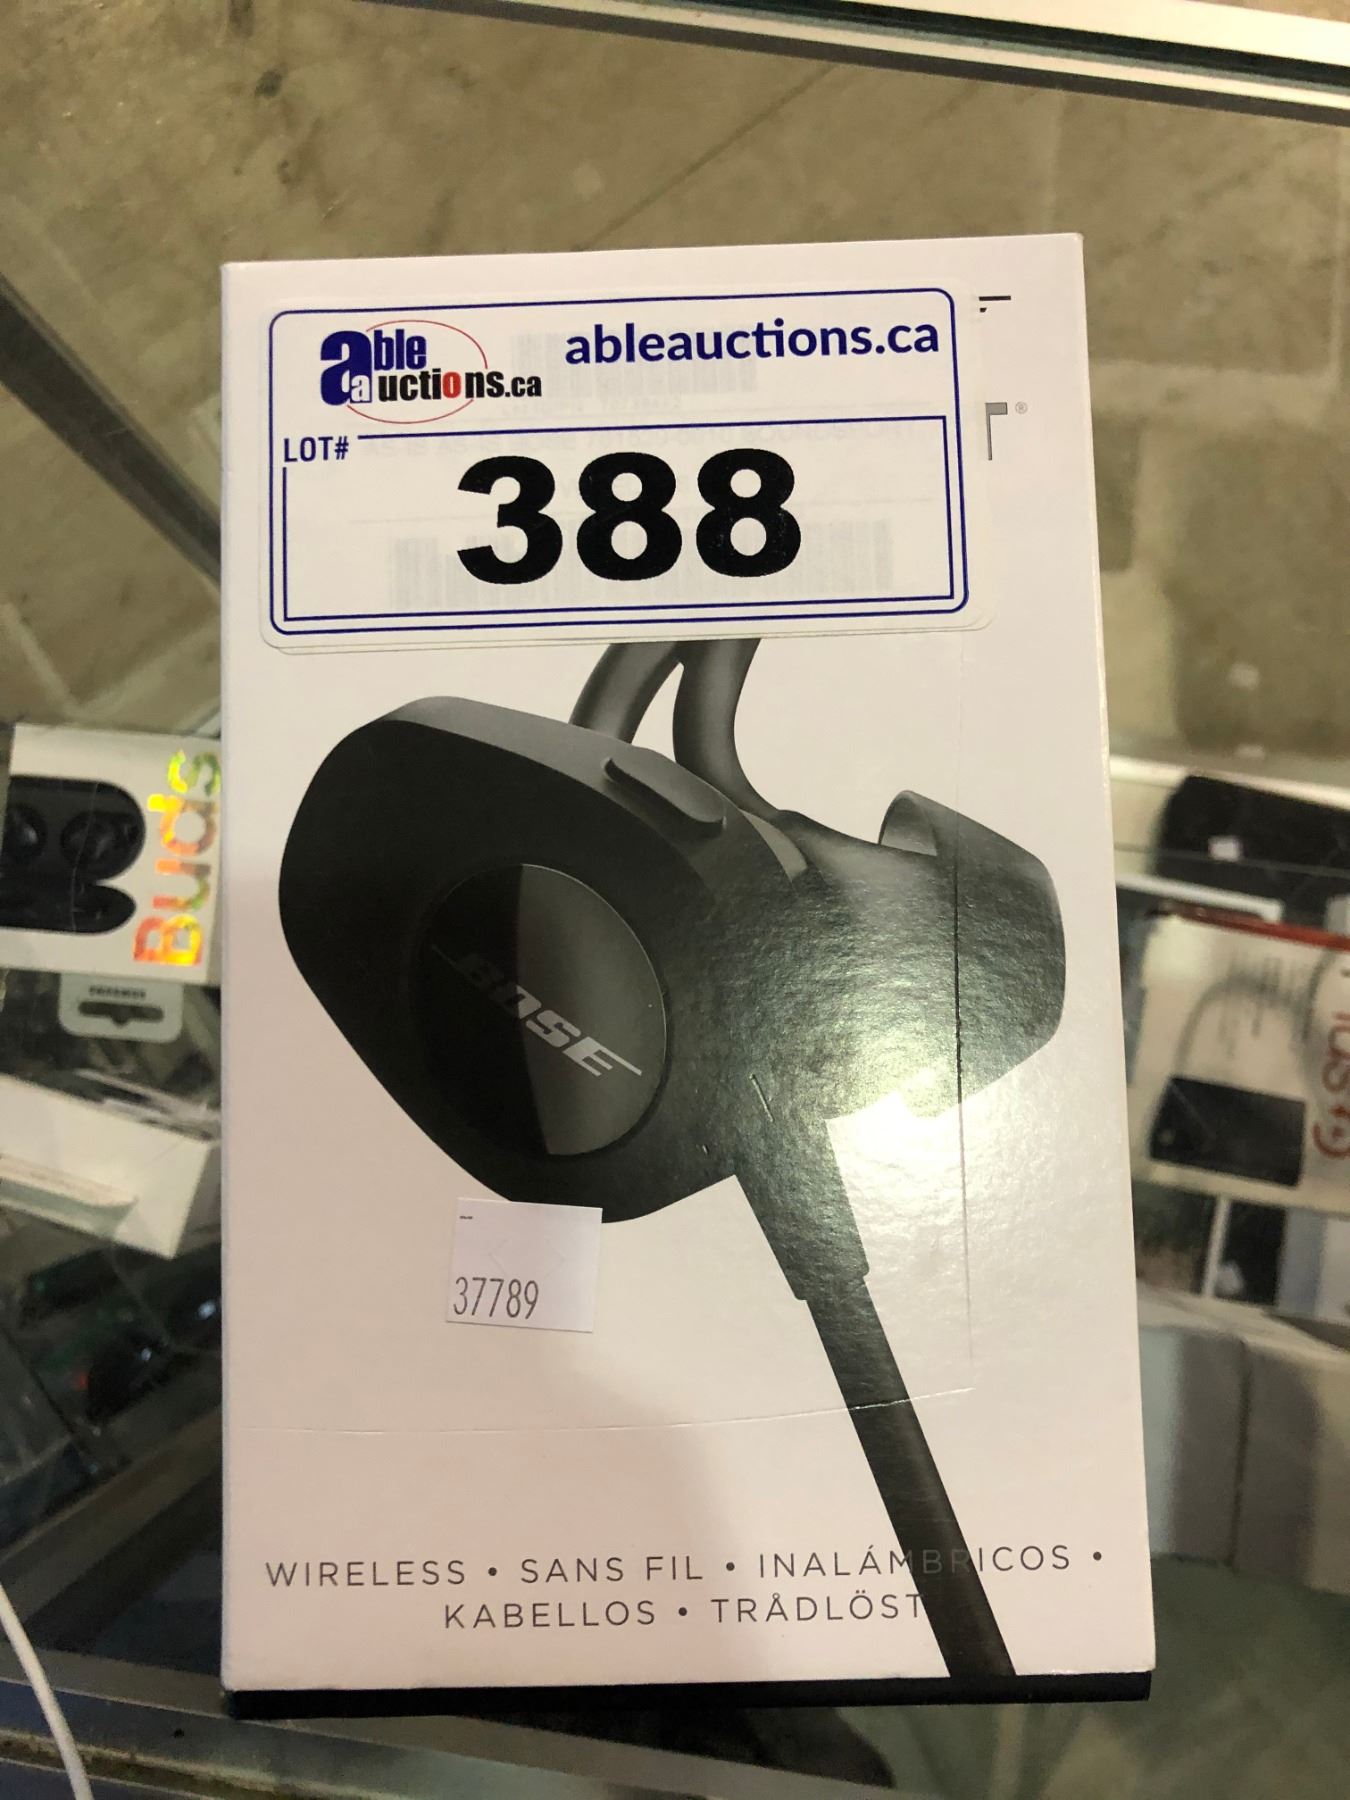 able auctions.ca
ableauctions.ca
LOT#
388
®
BOSE
37789
WIRELESS • SANS FIL • INALÁMBRICOS •
KABELLOS • TRÅDLÖST
Buds